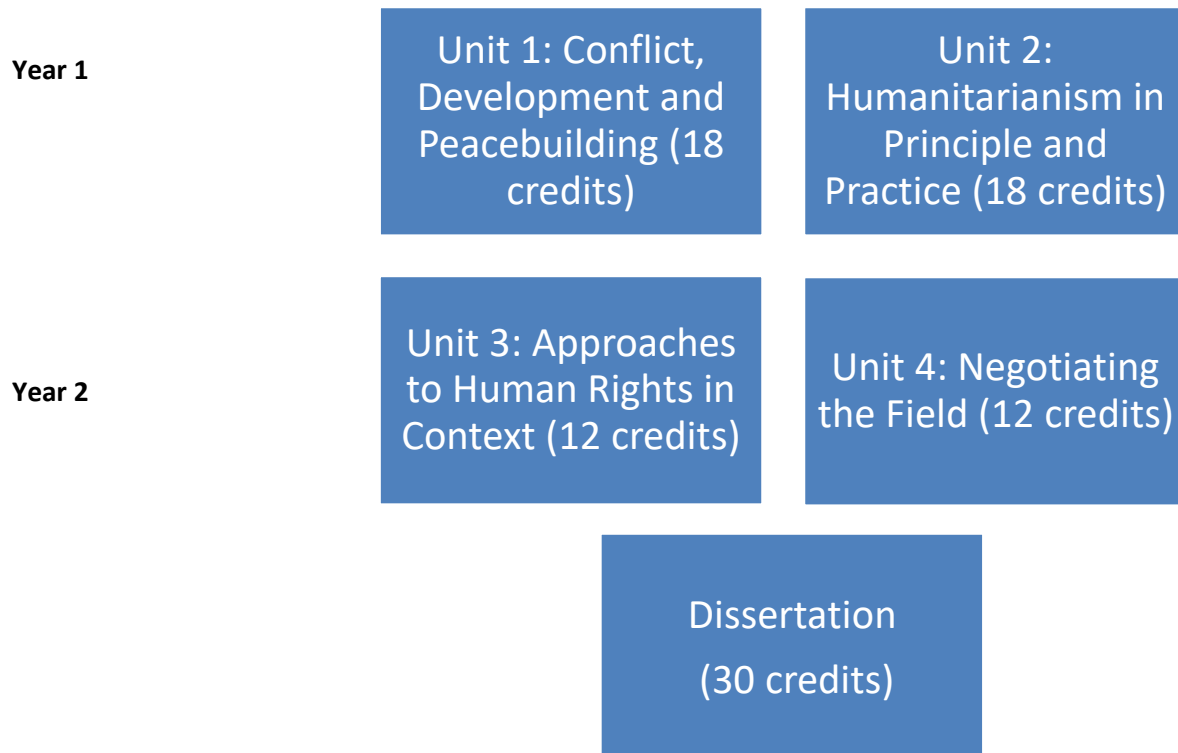 Year 1
Unit 1: Conflict,
Development and
Peacebuilding (18
credits)
Unit 2:
Humanitarianism in
Principle and
Practice (18 credits)
Year 2
Unit 3: Approaches
to Human Rights in
Context (12 credits)
Unit 4: Negotiating
the Field (12 credits)
Dissertation
(30 credits)